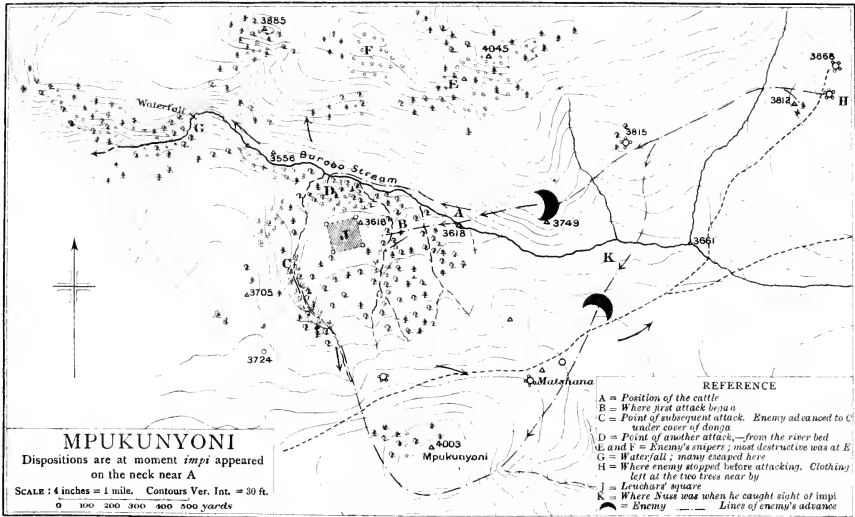 3885
F
4045
E
3868
3812
H
Waterfall
G
3815
3556
Burobo Stream
D
A
3616
B
J
3618
3749
K
3661
C
3705
3724
Matshana
4003
Mpukunyoni
MPUKUNYONI
Dispositions are at moment impi appeared
on the neck near A
SCALE : 4 inches = 1 mile. Contours Ver. Int. = 30 ft.
0 100 200 300 400 500 yards
REFERENCE
A = Position of the cattle
B = Where first attack began
C = Point of subsequent attack. Enemy advanced to C
under cover of donga
D = Point of another attack,—from the river bed
E and F = Enemy's snipers ; most destructive was at E
G = Waterfall ; many escaped here
H = Where enemy stopped before attacking. Clothing
left at the two trees near by
J = Leuchars' square
K = Where Nuss was when he caught sight of impi
= Enemy Lines of enemy's advance